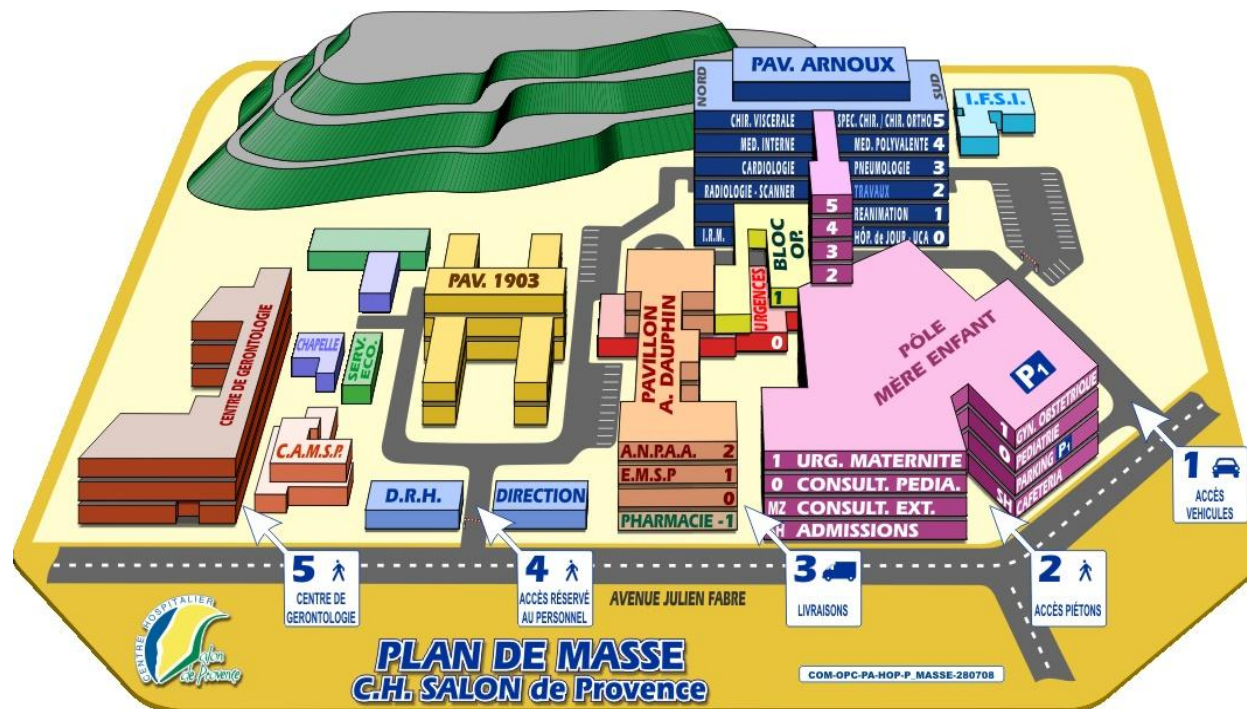 PAV. ARNOUX
NORD
SUD
I.F.S.I.
CHIR. VISCERALE
SPEC. CHIR. / CHIR. ORTHO 5
MED. INTERNE
MED. POLYVALENTE 4
CARDIOLOGIE
PNEUMOLOGIE 3
RADIOLOGIE - SCANNER
TRAVAUX 2
REANIMATION 1
I.R.M.
HÔP. de JOUR - UCA 0
5
4
3
2
BLOC
OP.
1
URGENCES
0
PAV. 1903
CENTRE DE GERONTOLOGIE
CHAPELLE
SERV.
ECO.
C.A.M.S.P.
PAVILLON
A. DAUPHIN
A.N.P.A.A. 2
E.M.S.P 1
0
PHARMACIE -1
D.R.H.
DIRECTION
PÔLE
MÈRE ENFANT
P1
1 GYN. OBSTETRIQUE
0 PEDIATRIE
PARKING P1
SH CAFETERIA
1 URG. MATERNITE
0 CONSULT. PEDIA.
MZ CONSULT. EXT.
ADMISSIONS
1
ACCÈS
VEHICULES
2
ACCÈS PIÉTONS
3
LIVRAISONS
4
ACCÈS RÉSERVÉ
AU PERSONNEL
5
CENTRE DE
GERONTOLOGIE
AVENUE JULIEN FABRE
CENTRE HOSPITALIER
Salon
de Provence
PLAN DE MASSE
C.H. SALON de Provence
COM-OPC-PA-HOP-P_MASSE-280708